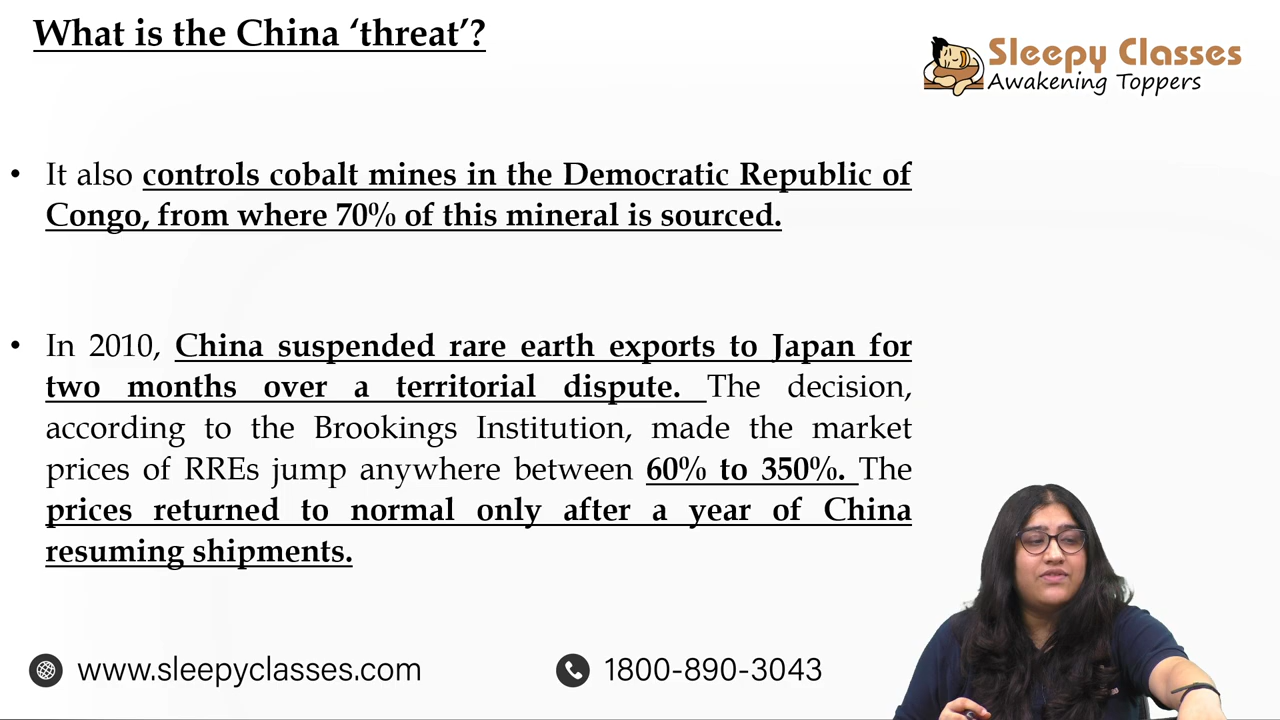 What is the China ‘threat’?
Sleepy Classes
Awakening Toppers
• It also controls cobalt mines in the Democratic Republic of
Congo, from where 70% of this mineral is sourced.
• In 2010, China suspended rare earth exports to Japan for
two months over a territorial dispute. The decision,
according to the Brookings Institution, made the market
prices of RREs jump anywhere between 60% to 350%. The
prices returned to normal only after a year of China
resuming shipments.
www.sleepyclasses.com
1800-890-3043